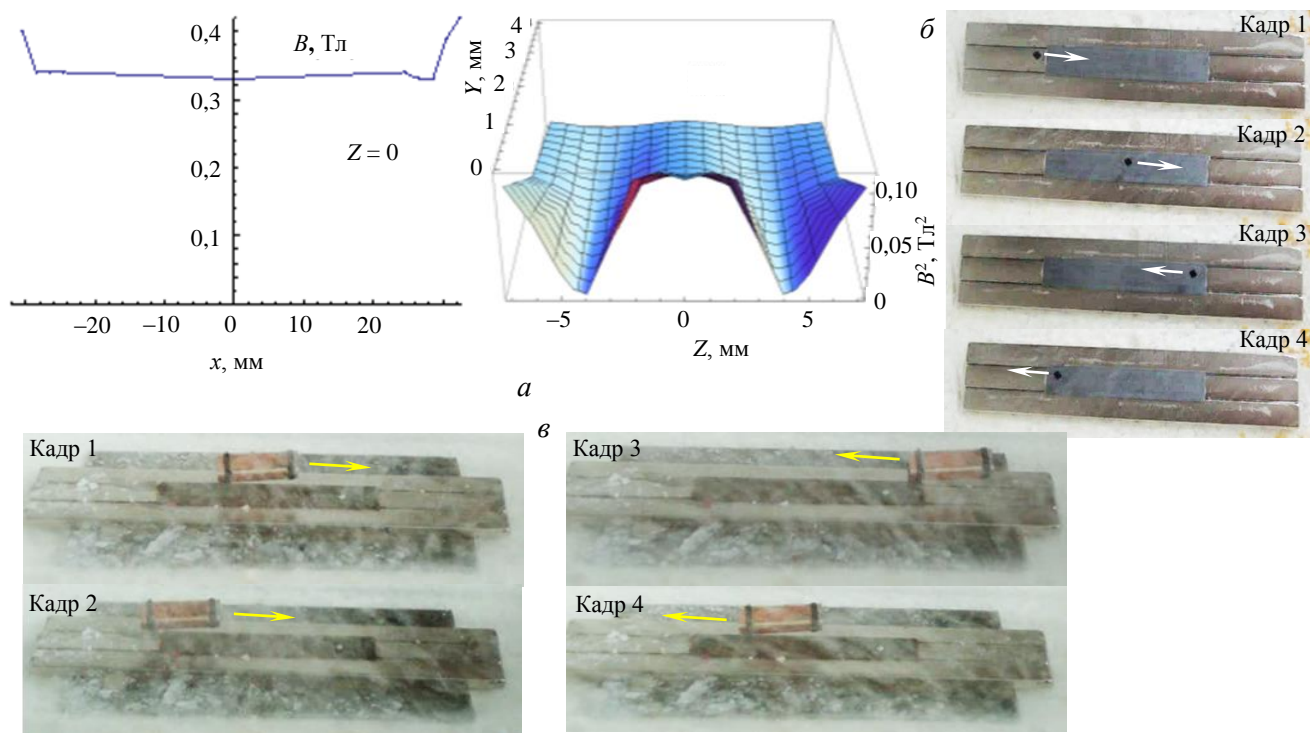 0,4
0,3
0,2
0,1
B, Тл
Z = 0
–20
–10
0
10
20
x, мм
4
3
2
1
0
Y, мм
0,10
0,05
0
B², Тл²
–5
0
5
Z, мм
а
б
Кадр 1
Кадр 2
Кадр 3
Кадр 4
в
Кадр 1
Кадр 3
Кадр 2
Кадр 4